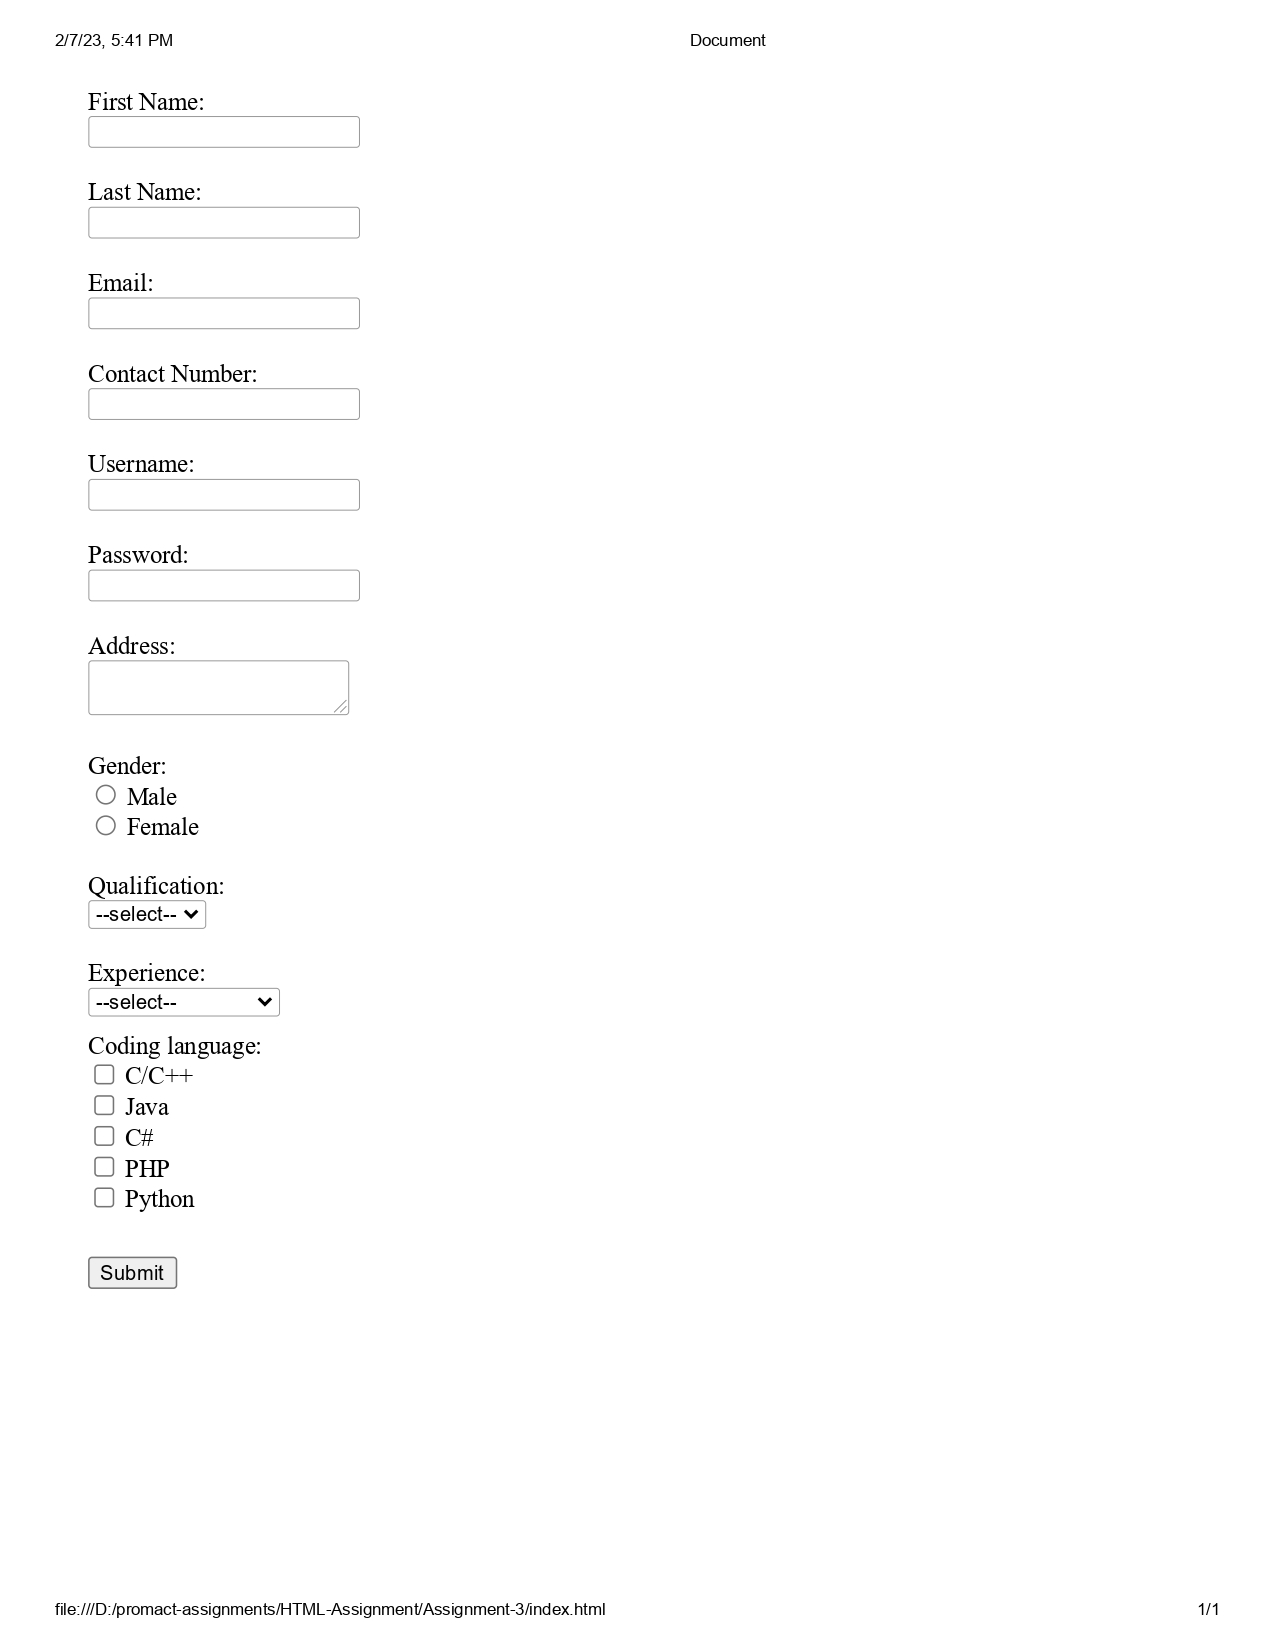 2/7/23, 5:41 PM Document
First Name:
Last Name:
Email:
Contact Number:
Username:
Password:
Address:
Gender:
Male
Female
Qualification:
--select--
Experience:
--select--
Coding language:
C/C++
Java
C#
PHP
Python
Submit
file:///D:/promact-assignments/HTML-Assignment/Assignment-3/index.html 1/1